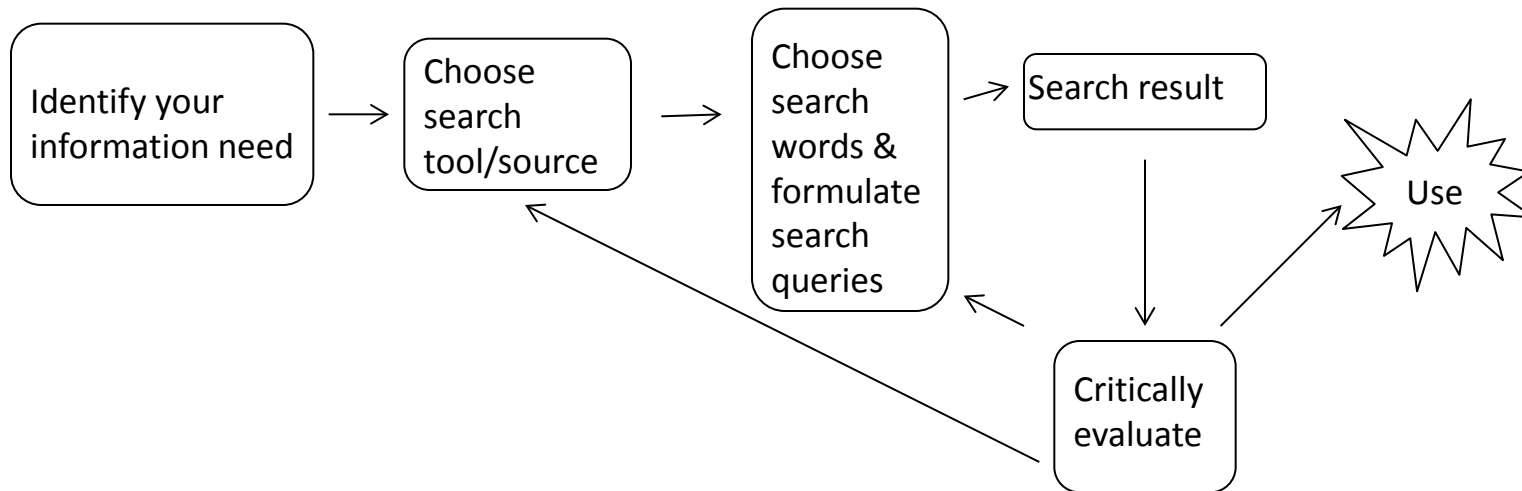 Identify your
information need
Choose
search
tool/source
Choose
search
words &
formulate
search
queries
Search result
Critically
evaluate
Use